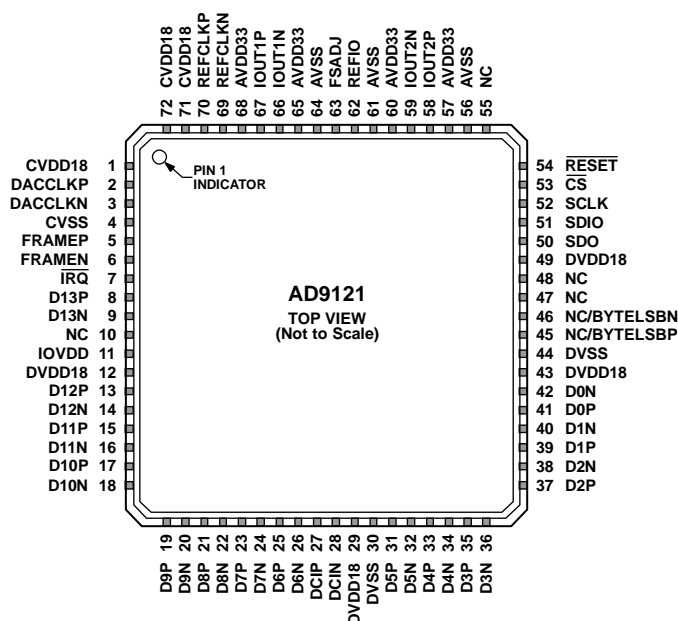 72 CVDD18
71 CVDD18
70 REFCLKP
69 REFCLKN
68 AVDD33
67 IOUT1P
66 IOUT1N
65 AVDD33
64 AVSS
63 FSADJ
62 REFIO
61 AVSS
60 AVDD33
59 IOUT2N
58 IOUT2P
57 AVDD33
56 AVSS
55 NC
CVDD18 1
DACCLKP 2
DACCLKN 3
CVSS 4
FRAMEP 5
FRAMEN 6
IRQ 7
D13P 8
D13N 9
NC 10
IOVDD 11
DVDD18 12
D12P 13
D12N 14
D11P 15
D11N 16
D10P 17
D10N 18
PIN 1
INDICATOR
AD9121
TOP VIEW
(Not to Scale)
54 RESET
53 CS
52 SCLK
51 SDIO
50 SDO
49 DVDD18
48 NC
47 NC
46 NC/BYTELSBN
45 NC/BYTELSBP
44 DVSS
43 DVDD18
42 D0N
41 D0P
40 D1N
39 D1P
38 D2N
37 D2P
D9P 19
D9N 20
D8P 21
D8N 22
D7P 23
D7N 24
D6P 25
D6N 26
DCIP 27
DCIN 28
DVDD18 29
DVSS 30
D5P 31
D5N 32
D4P 33
D4N 34
D3P 35
D3N 36